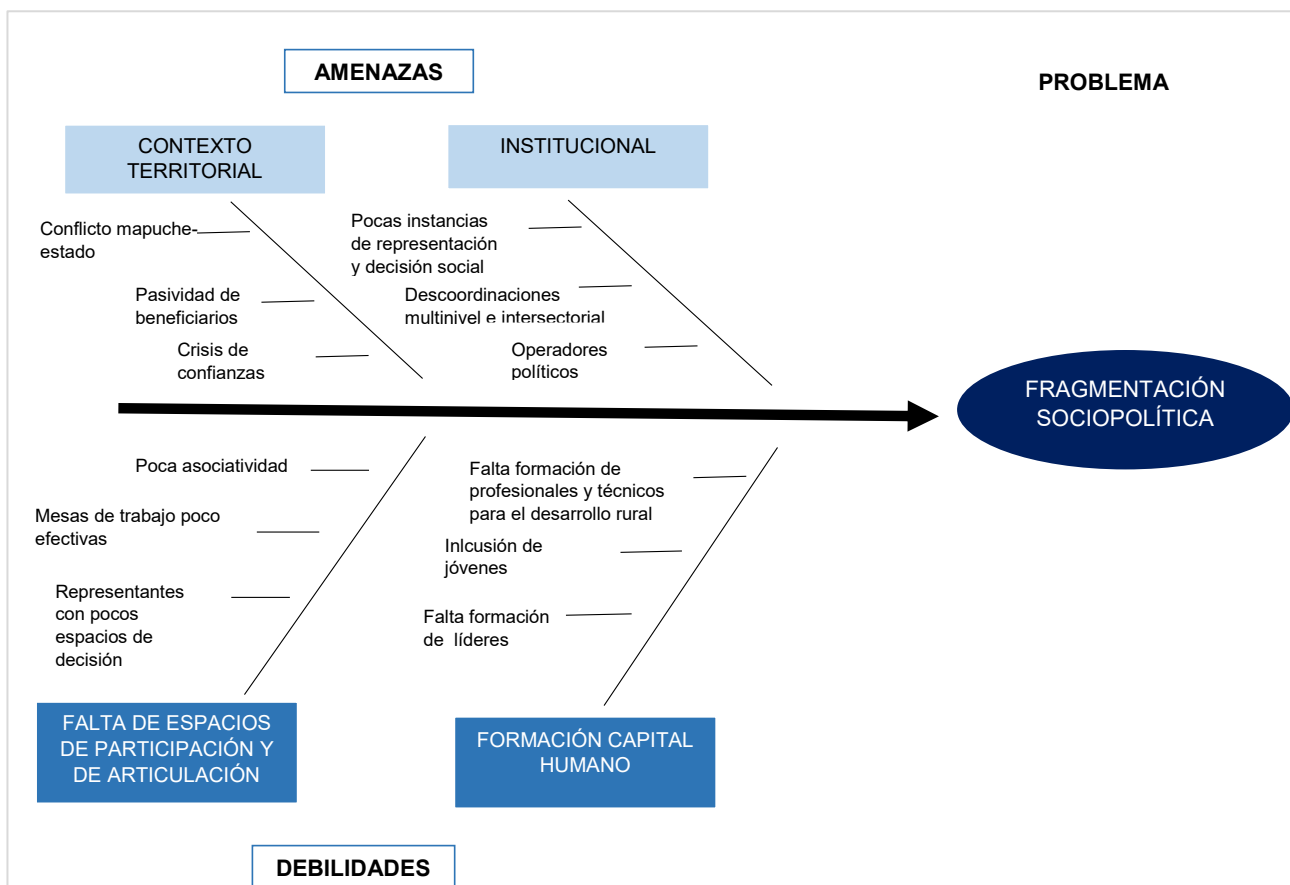 AMENAZAS
PROBLEMA
CONTEXTO
TERRITORIAL
INSTITUCIONAL
Conflicto mapuche-
estado
Pasividad de
beneficiarios
Crisis de
confianzas
Pocas instancias
de representación
y decisión social
Descoordinaciones
multinivel e intersectorial
Operadores
políticos
FRAGMENTACIÓN
SOCIOPOLÍTICA
Poca asociatividad
Mesas de trabajo poco
efectivas
Representantes
con pocos
espacios de
decisión
Falta formación de
profesionales y técnicos
para el desarrollo rural
Inlcusión de
jóvenes
Falta formación
de líderes
FALTA DE ESPACIOS
DE PARTICIPACIÓN Y
DE ARTICULACIÓN
FORMACIÓN CAPITAL
HUMANO
DEBILIDADES